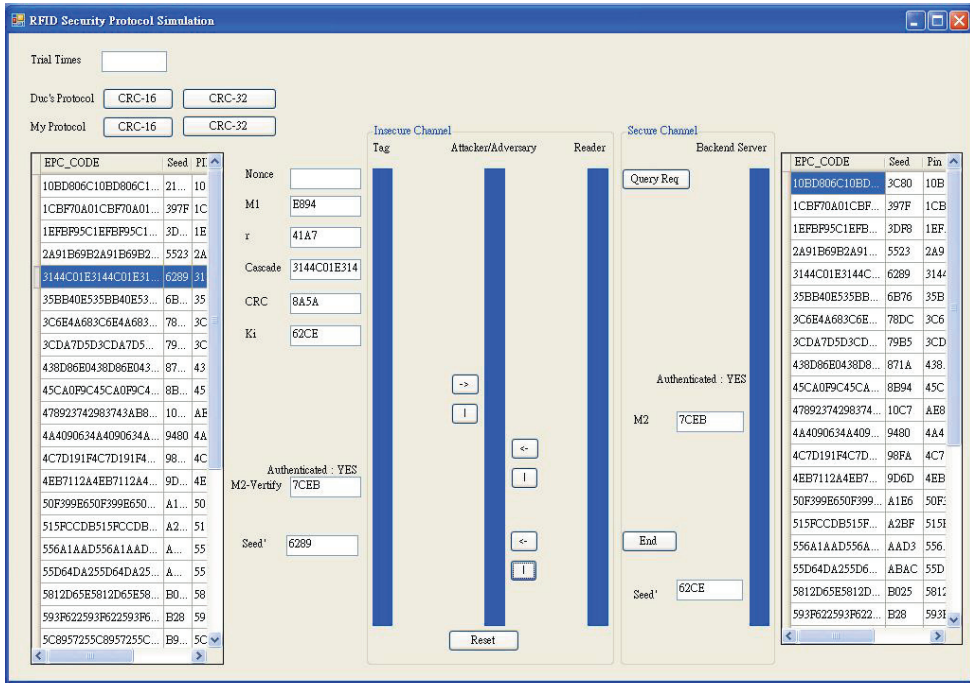 RFID Security Protocol Simulation
Trial Times
Duc's Protocol CRC-16 CRC-32
My Protocol CRC-16 CRC-32
Insecure Channel Secure Channel
Tag Attacker/Adversary Reader Backend Server
EPC_CODE Seed PI
10BD806C10BD806C1... 21... 10
1CBF70A01CBF70A01... 397F 1C
1EFBF95C1EFBF95C1... 3D... 1E
2A91B69B2A91B69B2... 5523 2A
3144C01E3144C01E31... 6289 31
35BB40E535BB40E53... 6B... 35
3C6E4A683C6E4A683... 78... 3C
3CDA7D5D3CDA7D5... 79... 3C
438D86E0438D86E043... 87... 43
45CA0F9C45CA0F9C4... 8B... 45
478923742983743AB8... 10... AE
4A4090634A4090634A... 9480 4A
4C7D191F4C7D191F4... 98... 4C
4EB7112A4EB7112A4... 9D... 4E
50F399E650F399E650... A1... 50
515FCCDB515FCCDB... A2... 51
556A1AAD556A1AAD... A... 55
55D64DA255D64DA25... A... 55
5812D65E5812D65E58... B0... 58
593F622593F622593F6... B28 59
5C8957255C8957255C... B9... 5C
Nonce
M1 E894
r 41A7
Cascade 3144C01E314
CRC 8A5A
Ki 62CE
Authenticated : YES
M2-Vertify 7CEB
Seed' 6289
->
|
<-
|
<-
|
Reset
Query Req
Authenticated : YES
M2 7CEB
End
Seed' 62CE
EPC_CODE Seed Pin
10BD806C10BD... 3C80 10B
1CBF70A01CBF... 397F 1CB
1EFBF95C1EFB... 3DF8 1EF.
2A91B69B2A91... 5523 2A9
3144C01E3144C... 6289 3144
35BB40E535BB... 6B76 35B
3C6E4A683C6E... 78DC 3C6
3CDA7D5D3CD... 79B5 3CD
438D86E0438D8... 871A 438.
45CA0F9C45CA... 8B94 45C
47892374298374... 10C7 AE8
4A4090634A409... 9480 4A4
4C7D191F4C7D... 98FA 4C7
4EB7112A4EB7... 9D6D 4EB
50F399E650F399... A1E6 50F:
515FCCDB515F... A2BF 515F
556A1AAD556A... AAD3 556.
55D64DA255D6... ABAC 55D
5812D65E5812D... B025 5812
593F622593F622... B28 593F